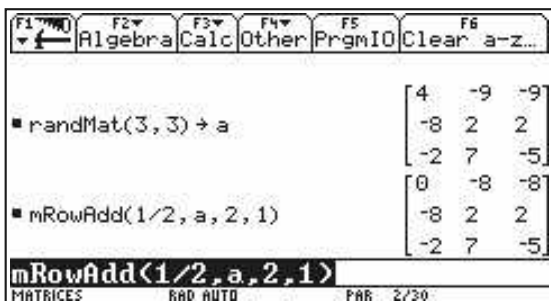 F1 F2 F3 F4 F5 F6
Algebra Calc Other PrgmIO Clear a-z…
4 -9 -9
▪ randMat(3,3)→a -8 2 2
-2 7 -5
0 -8 -8
▪ mRowAdd(1/2,a,2,1) -8 2 2
-2 7 -5
mRowAdd(1/2,a,2,1)
MATRICES RAD AUTO PAR 2/30